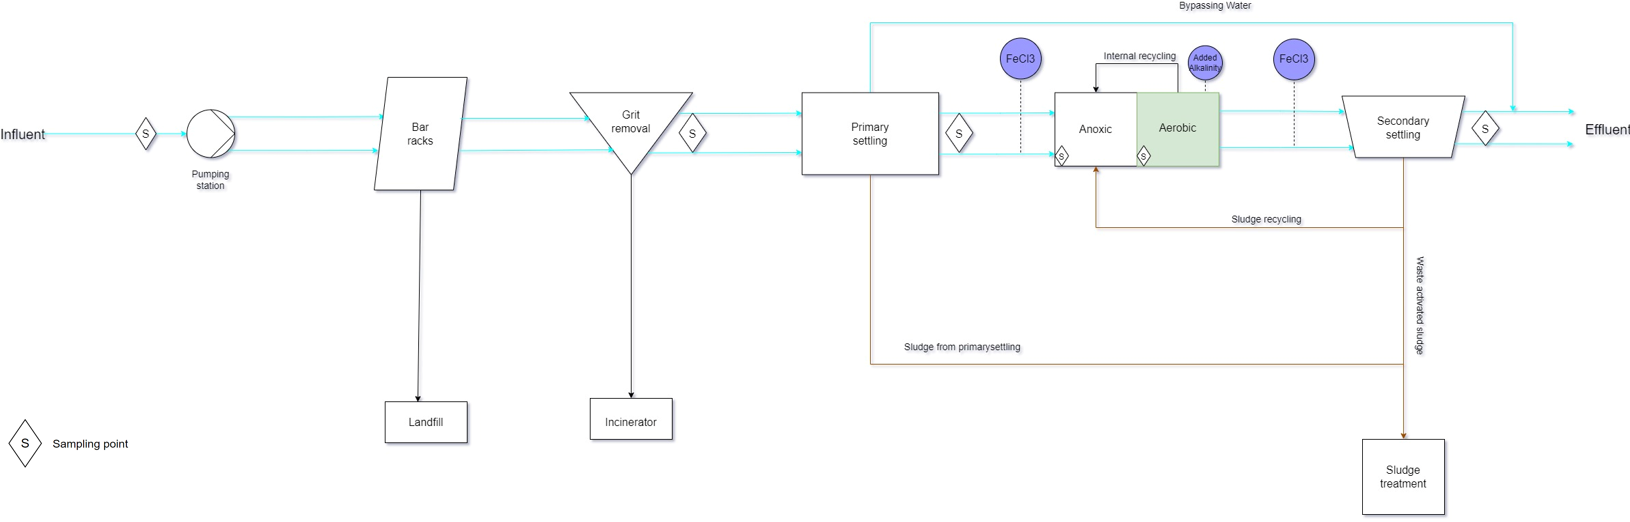 Bypassing Water
FeCl3
Internal recycling
Added
Alkalinity
FeCl3
Influent
S
Pumping
station
Bar
racks
Grit
removal
S
Primary
settling
S
Anoxic
S
Aerobic
S
Secondary
settling
S
Effluent
Sludge recycling
Waste activated sludge
Sludge from primarysettling
Landfill
Incinerator
S
Sampling point
Sludge
treatment